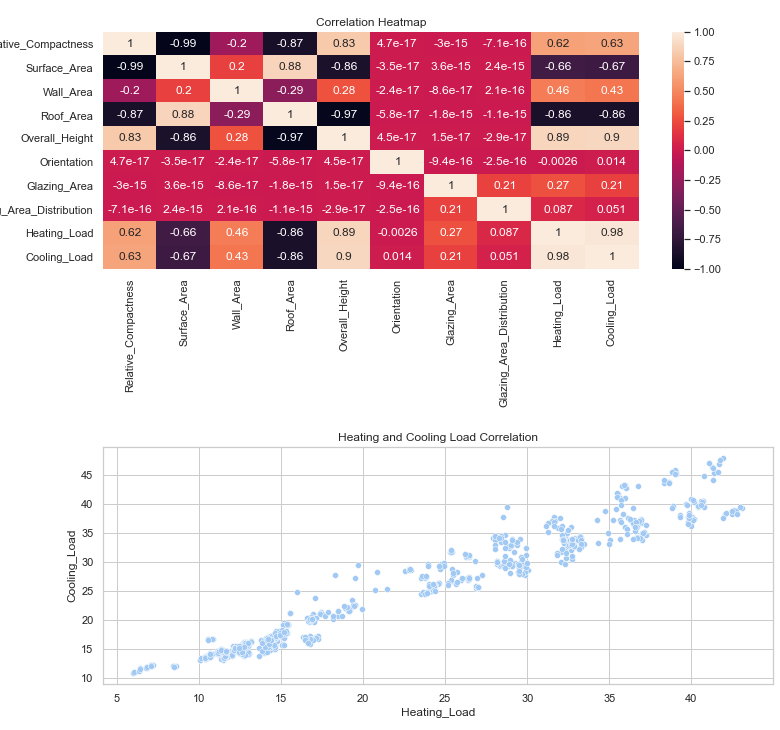 Correlation Heatmap
ative_Compactness 1 -0.99 -0.2 -0.87 0.83 4.7e-17 -3e-15 -7.1e-16 0.62 0.63
Surface_Area -0.99 1 0.2 0.88 -0.86 -3.5e-17 3.6e-15 2.4e-15 -0.66 -0.67
Wall_Area -0.2 0.2 1 -0.29 0.28 -2.4e-17 -8.6e-17 2.1e-16 0.46 0.43
Roof_Area -0.87 0.88 -0.29 1 -0.97 -5.8e-17 -1.8e-15 -1.1e-15 -0.86 -0.86
Overall_Height 0.83 -0.86 0.28 -0.97 1 4.5e-17 1.5e-17 -2.9e-17 0.89 0.9
Orientation 4.7e-17 -3.5e-17 -2.4e-17 -5.8e-17 4.5e-17 1 -9.4e-16 -2.5e-16 -0.0026 0.014
Glazing_Area -3e-15 3.6e-15 -8.6e-17 -1.8e-15 1.5e-17 -9.4e-16 1 0.21 0.27 0.21
g_Area_Distribution -7.1e-16 2.4e-15 2.1e-16 -1.1e-15 -2.9e-17 -2.5e-16 0.21 1 0.087 0.051
Heating_Load 0.62 -0.66 0.46 -0.86 0.89 -0.0026 0.27 0.087 1 0.98
Cooling_Load 0.63 -0.67 0.43 -0.86 0.9 0.014 0.21 0.051 0.98 1
Relative_Compactness
Surface_Area
Wall_Area
Roof_Area
Overall_Height
Orientation
Glazing_Area
Glazing_Area_Distribution
Heating_Load
Cooling_Load
1.00
0.75
0.50
0.25
0.00
−0.25
−0.50
−0.75
−1.00
Heating and Cooling Load Correlation
Cooling_Load
45
40
35
30
25
20
15
10
5 10 15 20 25 30 35 40
Heating_Load